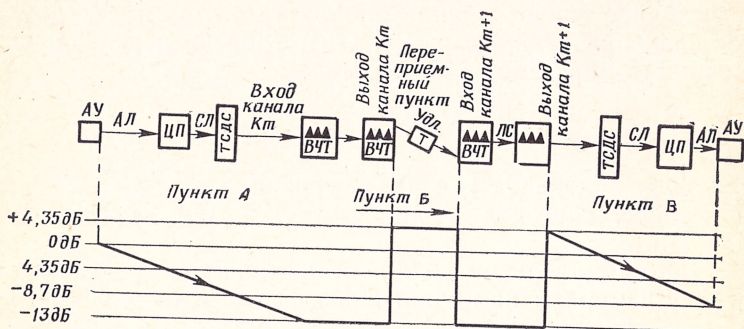 АУ
АЛ
ЦП
СЛ
ТСДС
Вход
канала
Кт
ВЧТ
Выход
канала Кт
ВЧТ
Пере-
приём-
ный
пункт
Удл.
Т
Вход
канала Кт+1
ВЧТ
ЛС
Выход
канала Кт+1
ТСДС
СЛ
ЦП
АЛ
АУ
Пункт А
Пункт Б
Пункт В
+4,35дБ
0дБ
4,35дБ
-8,7дБ
-13дБ